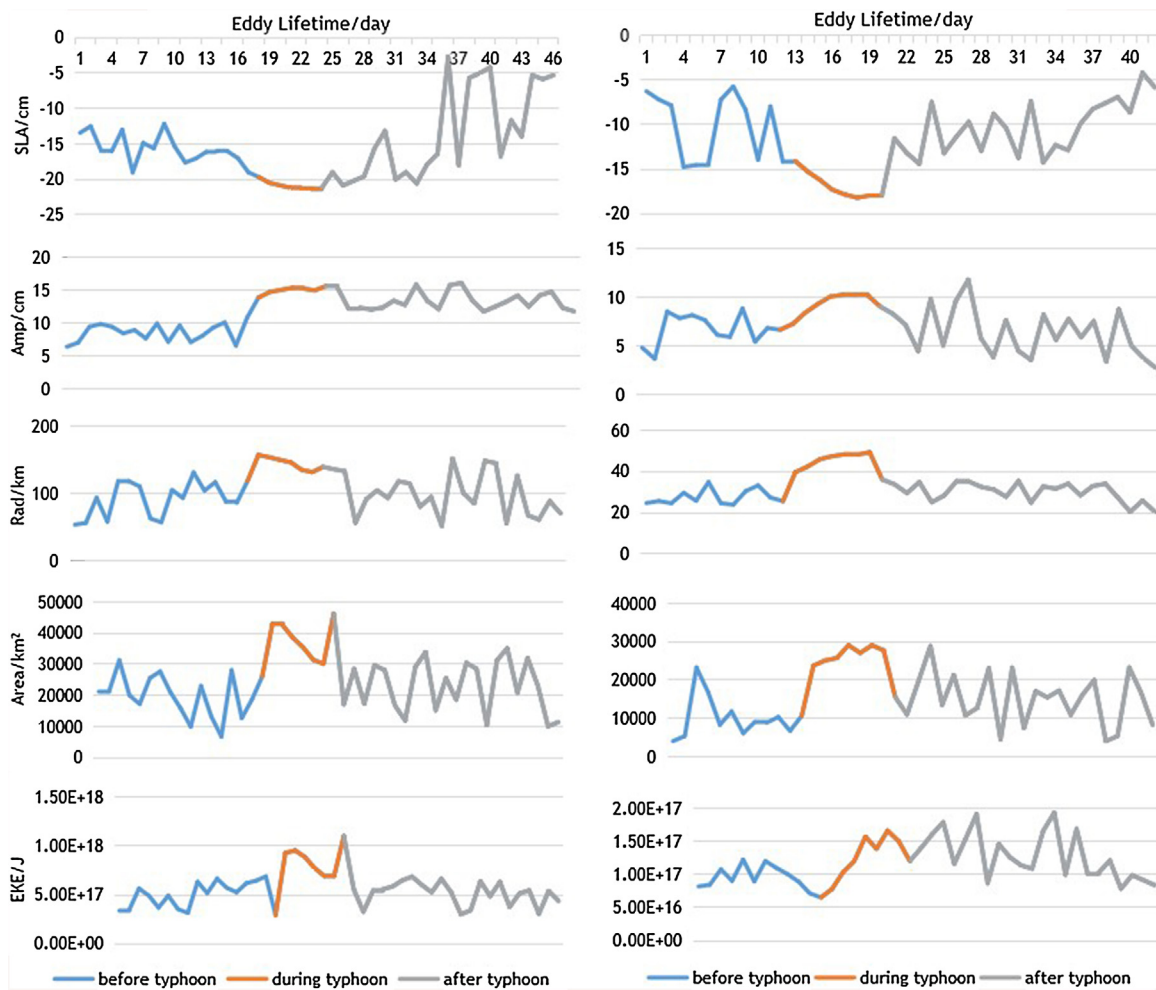 Eddy Lifetime/day
0
1 4 7 10 13 16 19 22 25 28 31 34 37 40 43 46
-5
-10
-15
-20
-25
SLA/cm
20
15
10
5
0
Amp/cm
200
100
0
Rad/km
50000
40000
30000
20000
10000
0
Area/km²
1.50E+18
1.00E+18
5.00E+17
0.00E+00
EKE/J
before typhoon during typhoon after typhoon
Eddy Lifetime/day
0
1 4 7 10 13 16 19 22 25 28 31 34 37 40
-5
-10
-15
-20
15
10
5
0
60
40
20
0
40000
30000
20000
10000
0
2.00E+17
1.50E+17
1.00E+17
5.00E+16
0.00E+00
before typhoon during typhoon after typhoon